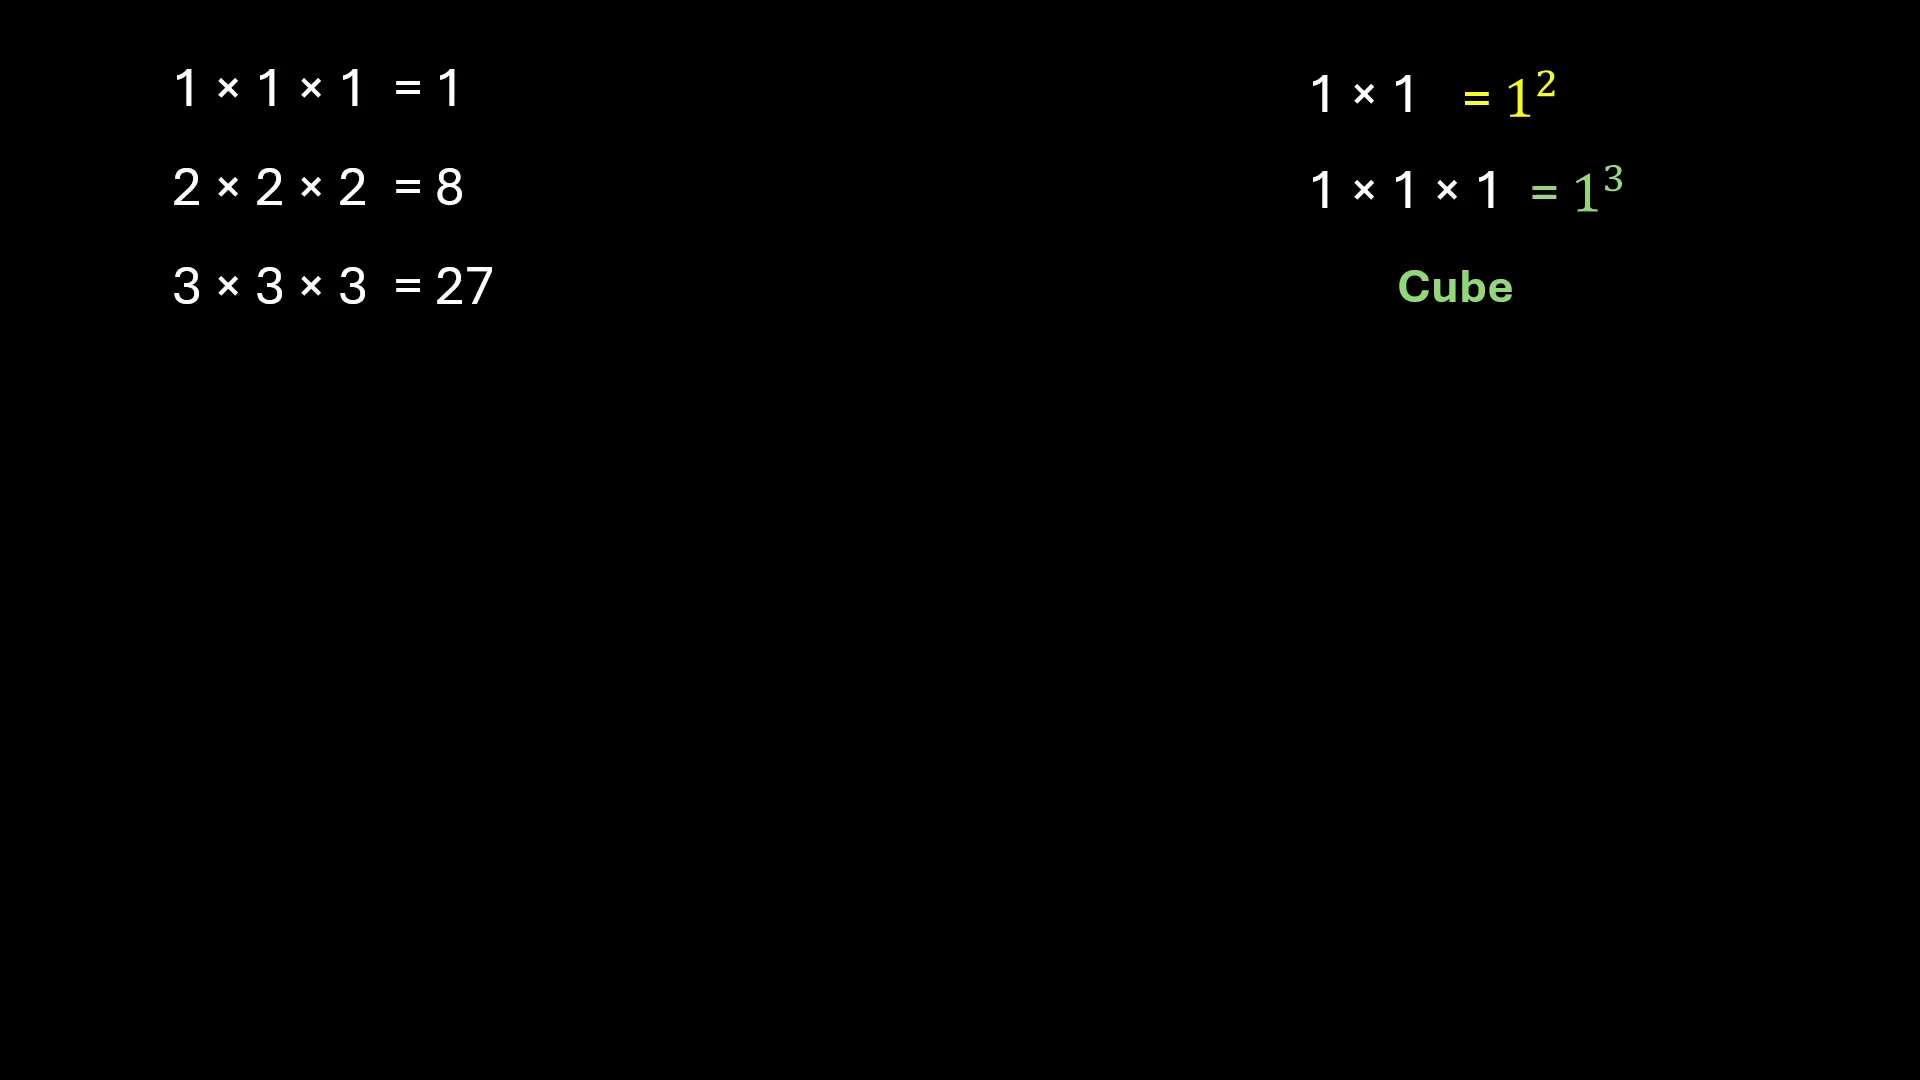 1 × 1 × 1 = 1
2 × 2 × 2 = 8
3 × 3 × 3 = 27
1 × 1 = 1²
1 × 1 × 1 = 1³
Cube